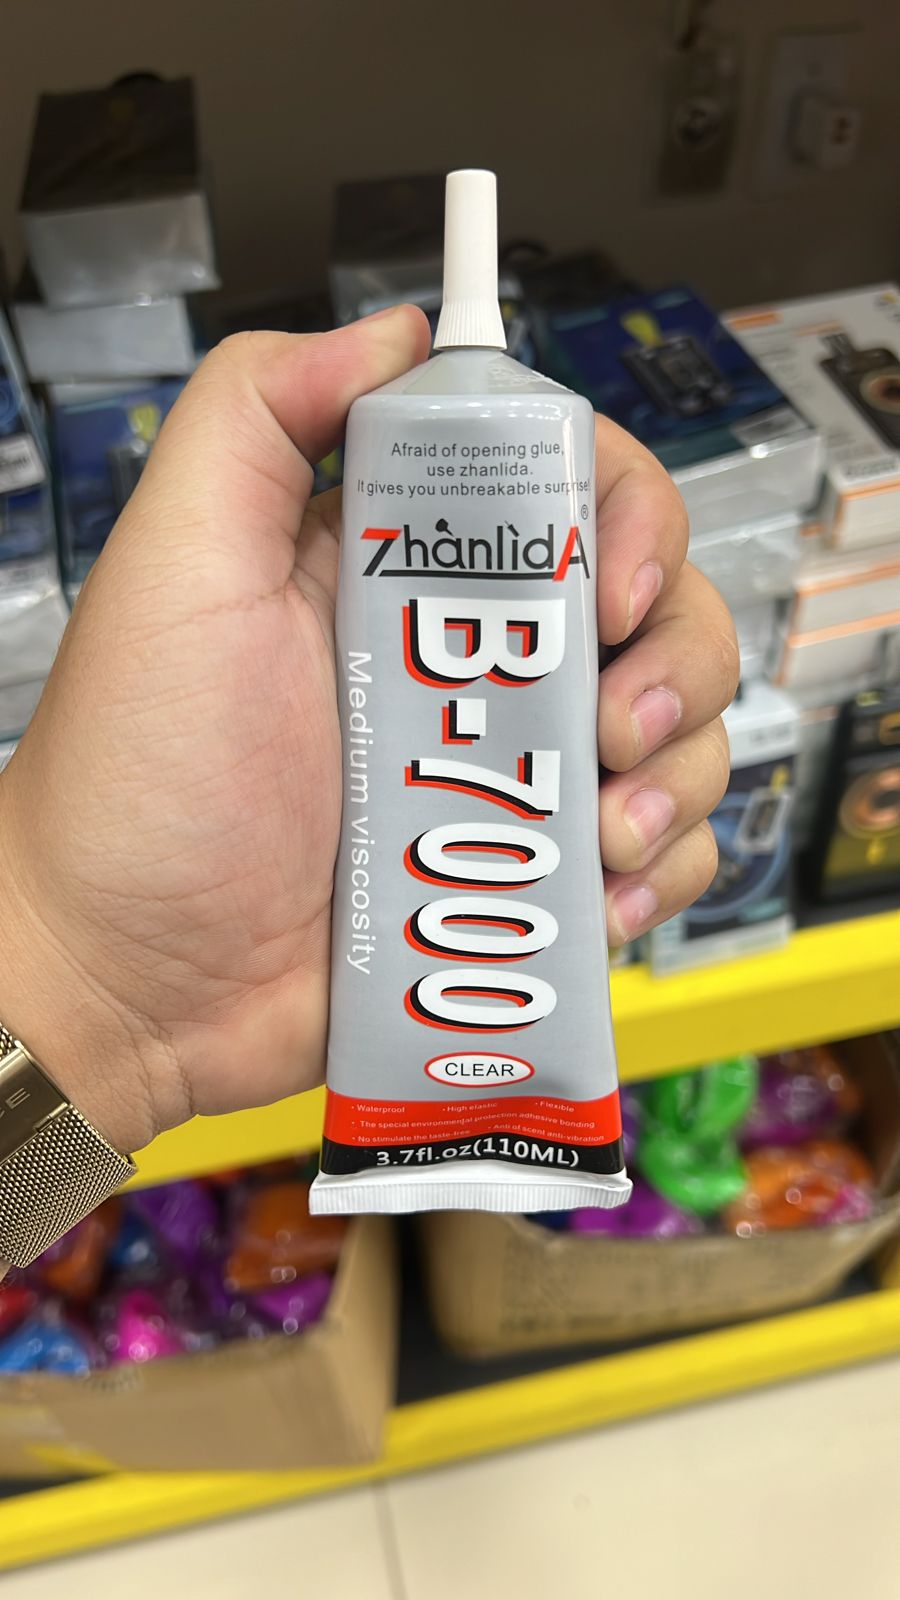 Afraid of opening glue,
use zhanlida.
It gives you unbreakable surprise!
ZhanlidA®
B-7000
Medium viscosity
CLEAR
· Waterproof · High elastic · Flexible
· The special environmental protection adhesive bonding
· No stimulate the taste-free · An of scent anti-vibration
3.7fl.oz(110ML)